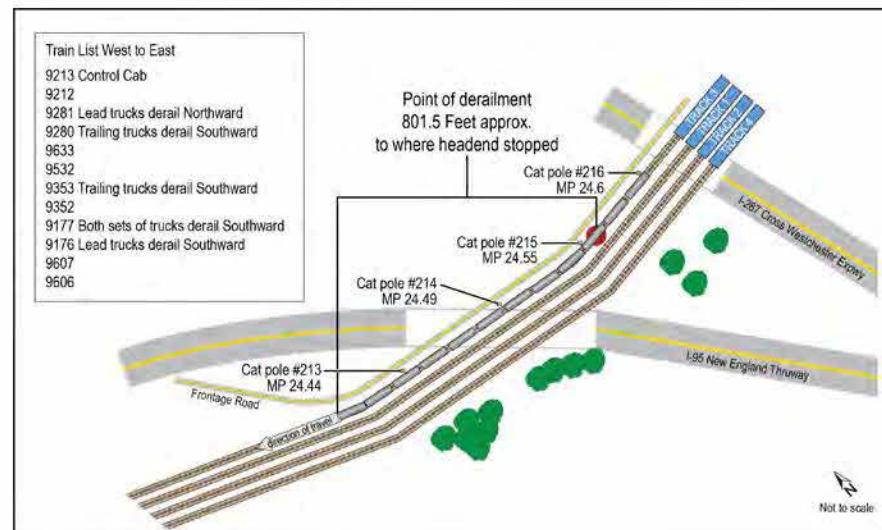 Train List West to East
9213 Control Cab
9212
9281 Lead trucks derail Northward
9280 Trailing trucks derail Southward
9633
9532
9353 Trailing trucks derail Southward
9352
9177 Both sets of trucks derail Southward
9176 Lead trucks derail Southward
9607
9606
Point of derailment
801.5 Feet approx.
to where headend stopped
TRACK 3
TRACK 1
TRACK 2
TRACK 4
Cat pole #216
MP 24.6
I-287 Cross Westchester Expwy
Cat pole #215
MP 24.55
Cat pole #214
MP 24.49
I-95 New England Thruway
Cat pole #213
MP 24.44
Frontage Road
direction of travel
N
Not to scale